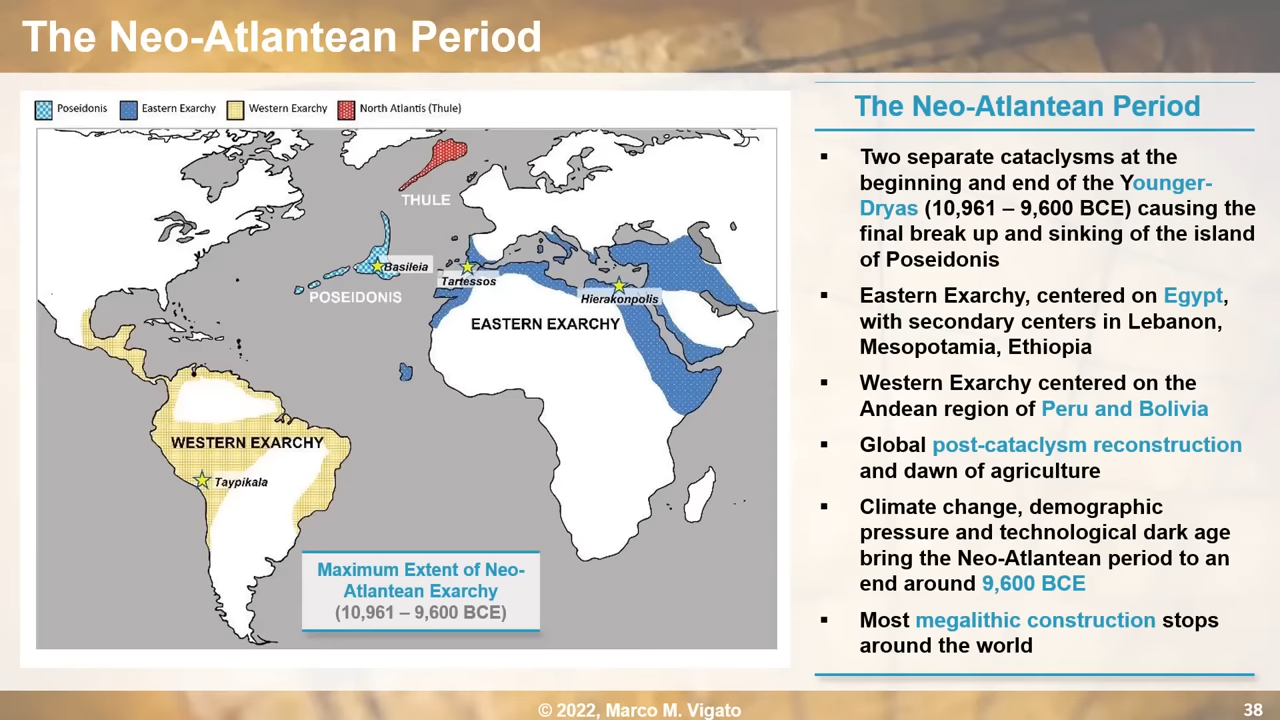 The Neo-Atlantean Period
Poseidonis
Eastern Exarchy
Western Exarchy
North Atlantis (Thule)
THULE
Basileia
POSEIDONIS
Tartessos
Hierakonpolis
EASTERN EXARCHY
WESTERN EXARCHY
Taypikala
Maximum Extent of Neo-
Atlantean Exarchy
(10,961 – 9,600 BCE)
The Neo-Atlantean Period
▪ Two separate cataclysms at the
beginning and end of the Younger-
Dryas (10,961 – 9,600 BCE) causing the
final break up and sinking of the island
of Poseidonis
▪ Eastern Exarchy, centered on Egypt,
with secondary centers in Lebanon,
Mesopotamia, Ethiopia
▪ Western Exarchy centered on the
Andean region of Peru and Bolivia
▪ Global post-cataclysm reconstruction
and dawn of agriculture
▪ Climate change, demographic
pressure and technological dark age
bring the Neo-Atlantean period to an
end around 9,600 BCE
▪ Most megalithic construction stops
around the world
© 2022, Marco M. Vigato
38